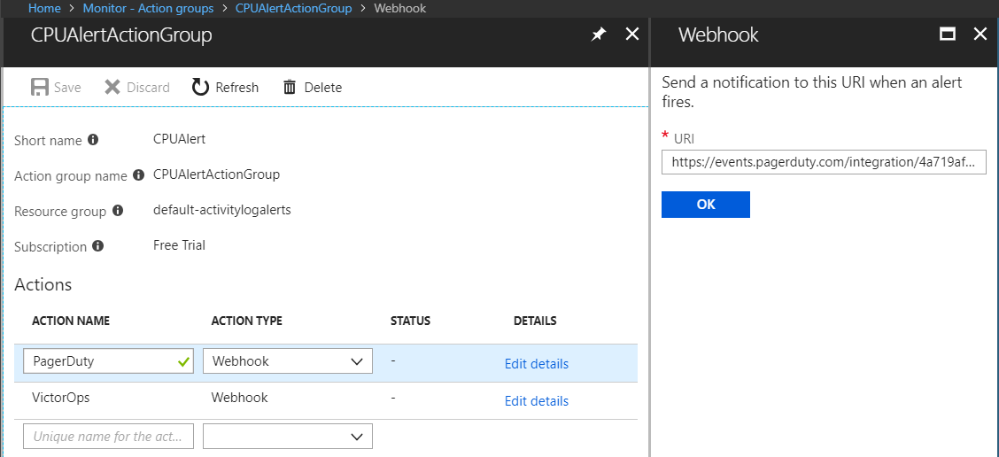 Home > Monitor - Action groups > CPUAlertActionGroup > Webhook
CPUAlertActionGroup
Save Discard Refresh Delete
Short name CPUAlert
Action group name CPUAlertActionGroup
Resource group default-activitylogalerts
Subscription Free Trial
Actions
ACTION NAME ACTION TYPE STATUS DETAILS
PagerDuty Webhook - Edit details
VictorOps Webhook - Edit details
Unique name for the act...
Webhook
Send a notification to this URI when an alert
fires.
* URI
https://events.pagerduty.com/integration/4a719af...
OK